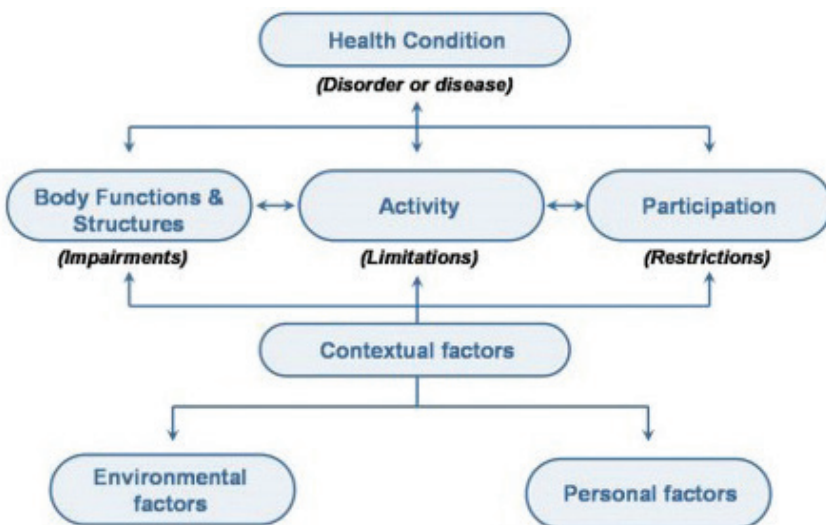 Health Condition
(Disorder or disease)
Body Functions &
Structures
Activity
Participation
(Impairments)
(Limitations)
(Restrictions)
Contextual factors
Environmental
factors
Personal factors